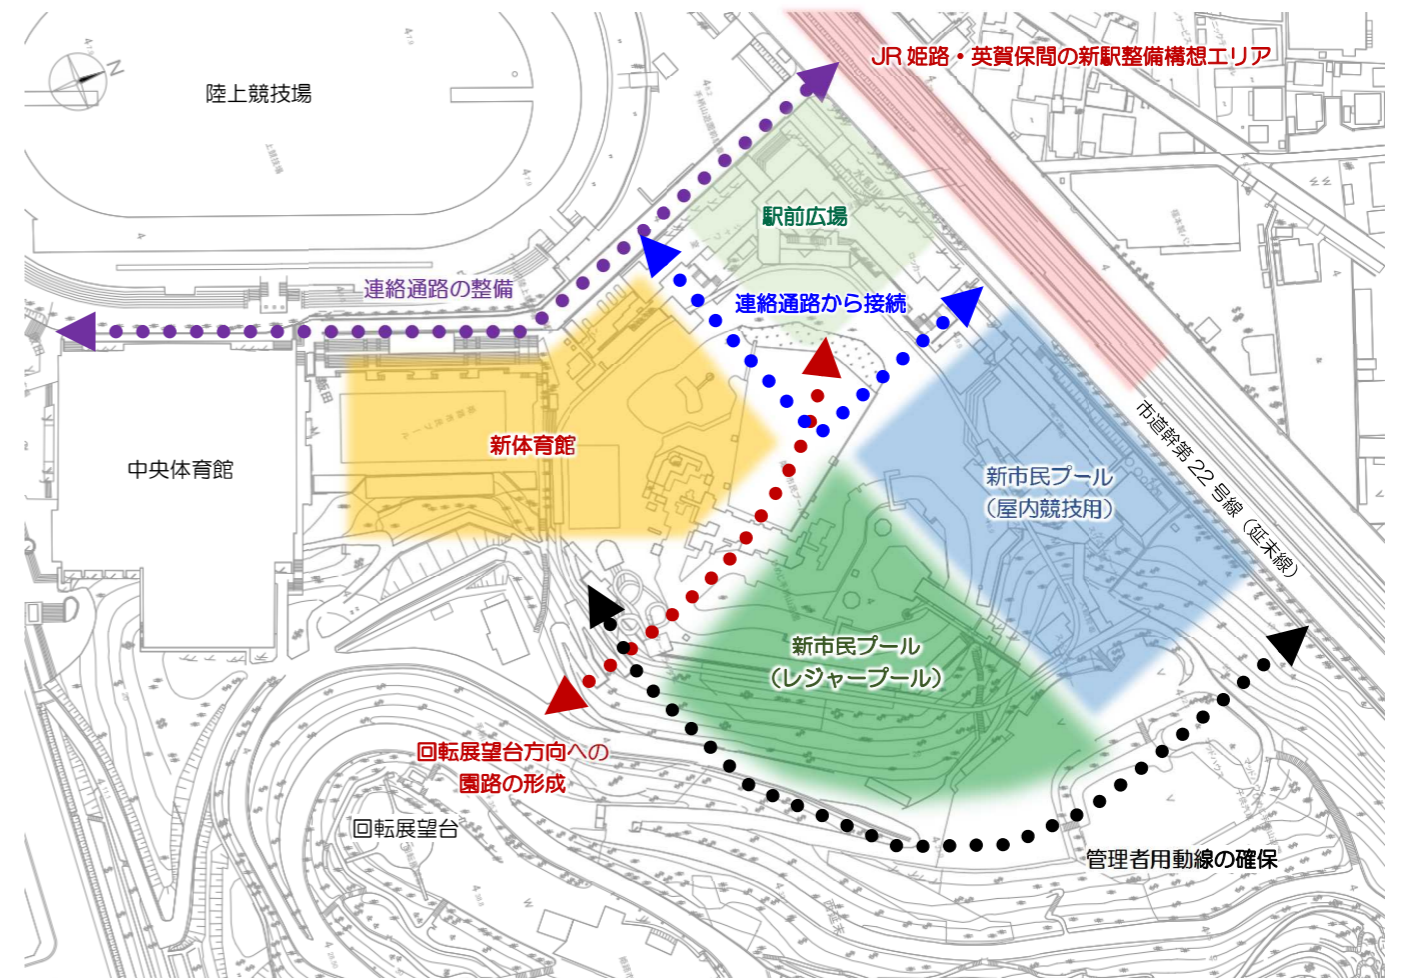 JR 姫路・英賀保間の新駅整備構想エリア
N
陸上競技場
駅前広場
連絡通路の整備
連絡通路から接続
新体育館
中央体育館
新市民プール
（屋内競技用）
市道幹第 22 号線（延末線）
新市民プール
（レジャープール）
回転展望台方向への
園路の形成
回転展望台
管理者用動線の確保